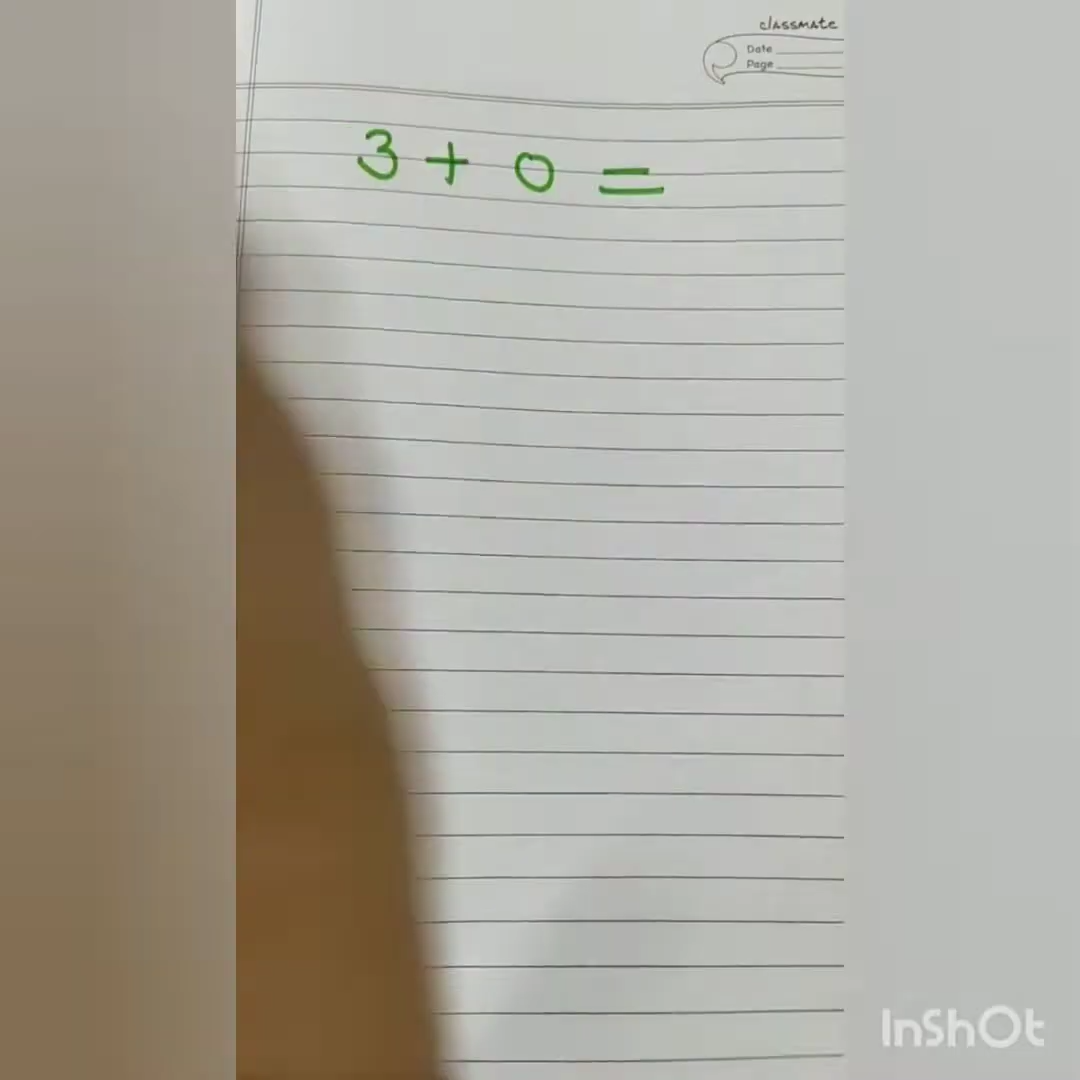 classmate
Date
Page
3 + 0 =
InShOt